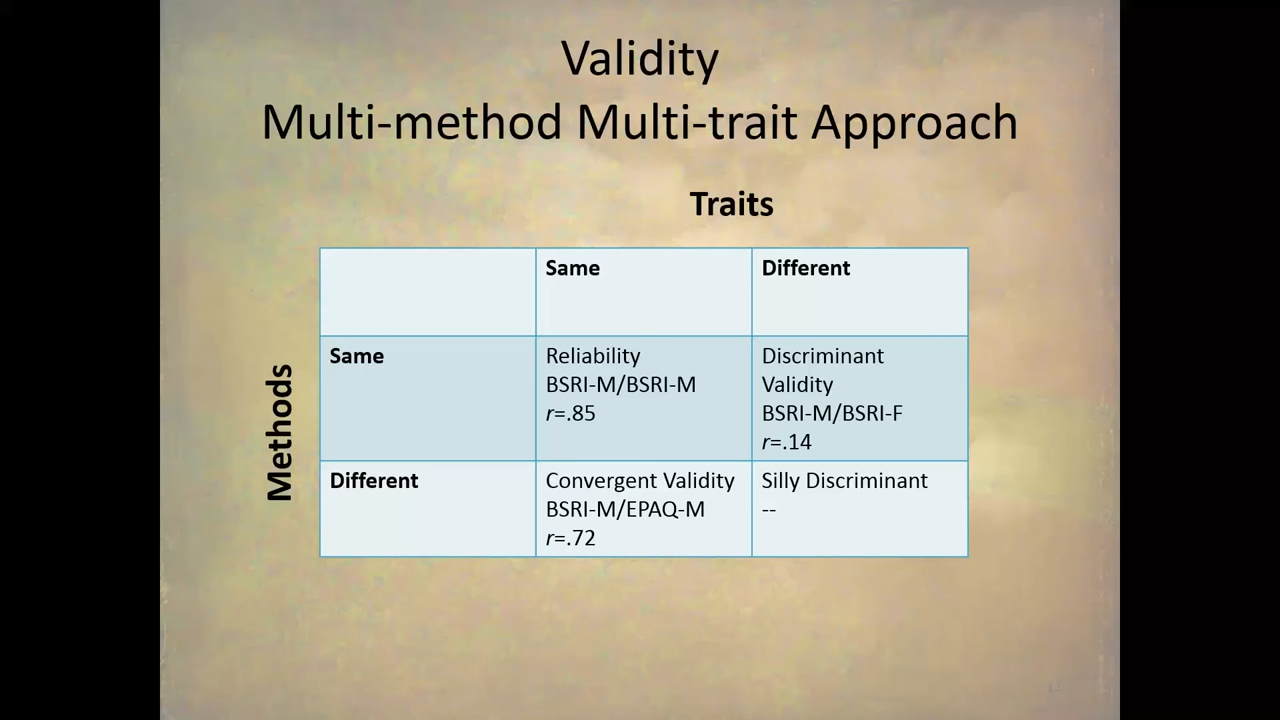 Validity
Multi-method Multi-trait Approach
Traits
Methods
Same
Different
Same
Reliability
BSRI-M/BSRI-M
r=.85
Discriminant
Validity
BSRI-M/BSRI-F
r=.14
Different
Convergent Validity
BSRI-M/EPAQ-M
r=.72
Silly Discriminant
--